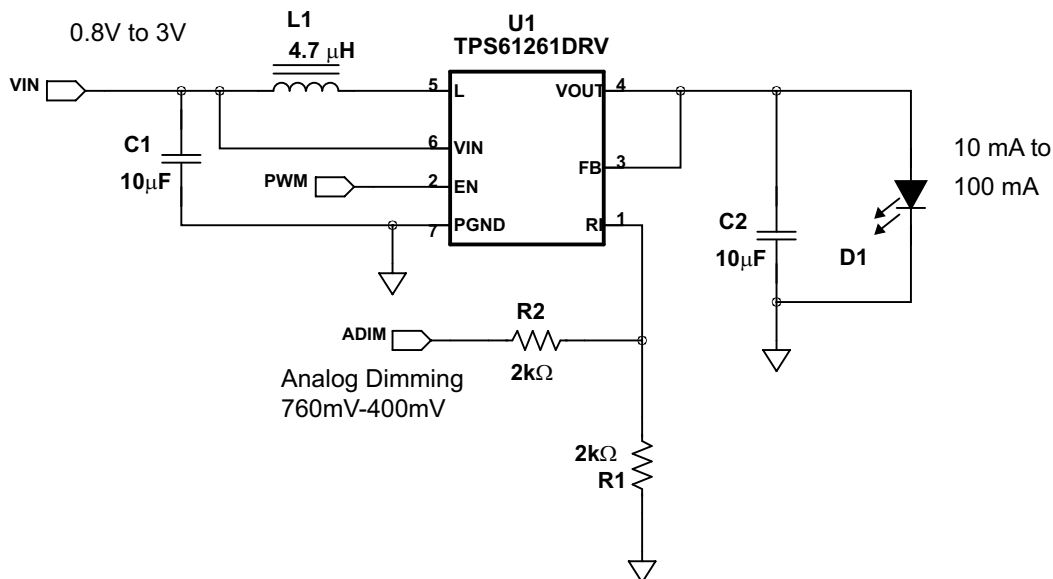 0.8V to 3V
L1
4.7 μH
U1
TPS61261DRV
VIN
5
L
VOUT
4
C1
10μF
6
VIN
FB
3
PWM
2
EN
7
PGND
RI
1
C2
10μF
D1
10 mA to
100 mA
ADIM
R2
2kΩ
Analog Dimming
760mV-400mV
2kΩ
R1